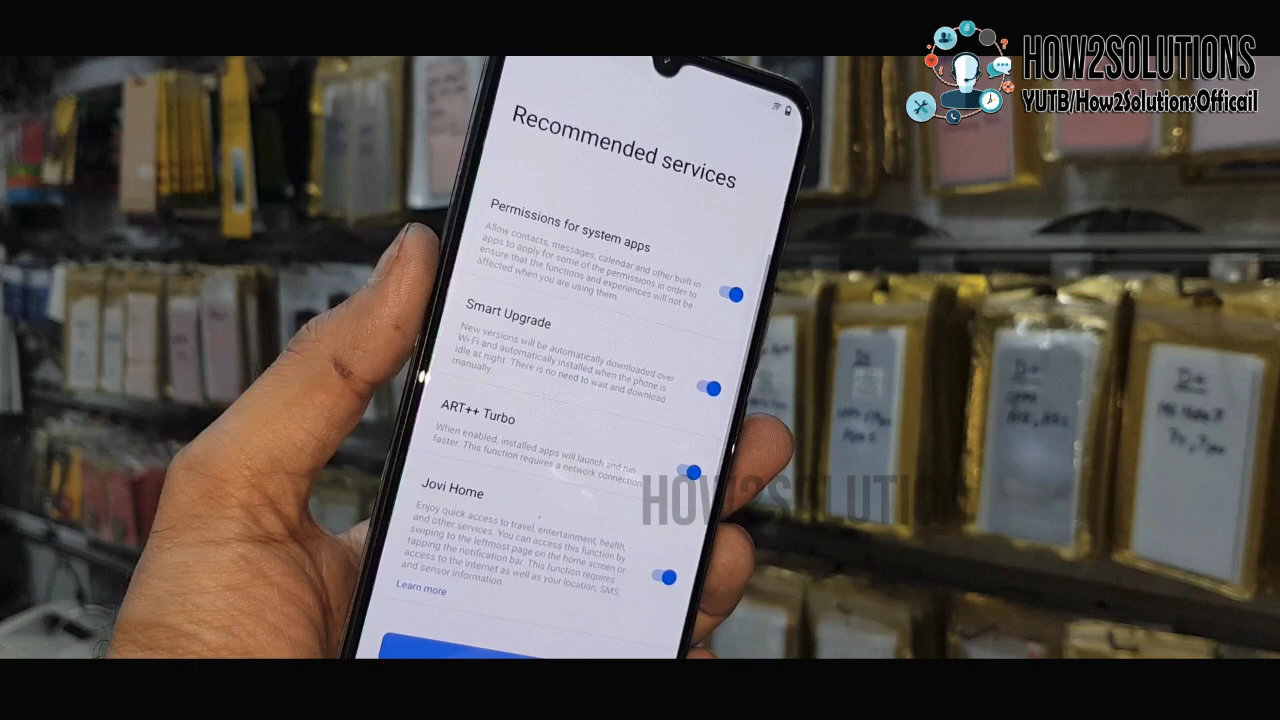 HOW2SOLUTIONS
YUTB/How2SolutionsOfficail
Recommended services
Permissions for system apps
Allow contacts, messages, calendar and other built-in
apps to apply for some of the permissions in order to
ensure that the functions and experiences will not be
affected when you are using them.
Smart Upgrade
New versions will be automatically downloaded over
Wi-Fi and automatically installed when the phone is
idle at night. There is no need to wait and download
manually.
ART++ Turbo
When enabled, installed apps will launch and run
faster. This function requires a network connection
Jovi Home
Enjoy quick access to travel, entertainment, health,
and other services. You can access this function by
swiping to the leftmost page on the home screen or
tapping the notification bar. This function requires
access to the internet as well as your location, SMS,
and sensor information
Learn more
HOW2SOLUTI